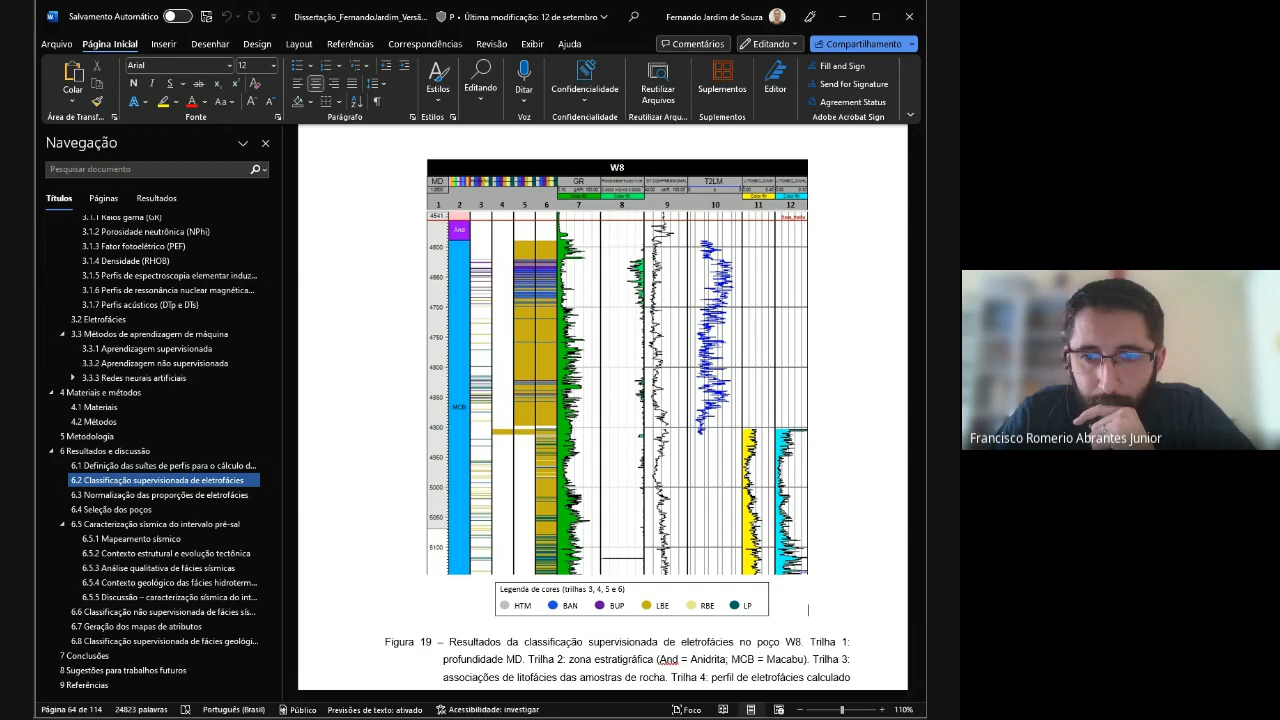 Salvamento Automático
Dissertação_FernandoJardim_Versã...
P • Última modificação: 12 de setembro
Fernando Jardim de Souza
Arquivo Página Inicial Inserir Desenhar Design Layout Referências Correspondências Revisão Exibir Ajuda
Comentários Editando Compartilhamento
Arial 12
Colar
N I S
Aa
Estilos
Editando
Ditar
Confidencialidade
Reutilizar Arquivos
Suplementos
Editor
Fill and Sign
Send for Signature
Agreement Status
Área de Transf... Fonte Parágrafo Estilos Voz Confidencialidade Reutilizar Arqu... Suplementos Adobe Acrobat Sign
Navegação
Pesquisar documento
Títulos Páginas Resultados
3.1.1 Raios gama (GR)
3.1.2 Porosidade neutrônica (NPhi)
3.1.3 Fator fotoelétrico (PEF)
3.1.4 Densidade (RHOB)
3.1.5 Perfis de espectroscopia elementar induz...
3.1.6 Perfis de ressonância nuclear magnética...
3.1.7 Perfis acústicos (DTp e DTs)
3.2 Eletrofácies
3.3 Métodos de aprendizagem de máquina
3.3.1 Aprendizagem supervisionada
3.3.2 Aprendizagem não supervisionada
3.3.3 Redes neurais artificiais
4 Materiais e métodos
4.1 Materiais
4.2 Métodos
5 Metodologia
6 Resultados e discussão
6.1 Definição das suítes de perfis para o cálculo d...
6.2 Classificação supervisionada de eletrofácies
6.3 Normalização das proporções de eletrofácies
6.4 Seleção dos poços
6.5 Caracterização sísmica do intervalo pré-sal
6.5.1 Mapeamento sísmico
6.5.2 Contexto estrutural e evolução tectônica
6.5.3 Análise qualitativa de fácies sísmicas
6.5.4 Contexto geológico das fácies hidroterm...
6.5.5 Discussão – caracterização sísmica do int...
6.6 Classificação não supervisionada de fácies sís...
6.7 Geração dos mapas de atributos
6.8 Classificação supervisionada de fácies geológi...
7 Conclusões
8 Sugestões para trabalhos futuros
9 Referências
W8
MD GR T2LM
1 2 3 4 5 6 7 8 9 10 11 12
And
4600
4650
4700
4750
4800
4850
MCB
4900
4950
5000
5050
5100
Legenda de cores (trilhas 3, 4, 5 e 6)
HTM BAN BUP LBE RBE LP
Figura 19 – Resultados da classificação supervisionada de eletrofácies no poço W8. Trilha 1:
profundidade MD. Trilha 2: zona estratigráfica (And = Anidrita; MCB = Macabu). Trilha 3:
associações de litofácies das amostras de rocha. Trilha 4: perfil de eletrofácies calculado
Francisco Romerio Abrantes Junior
Página 64 de 114 24823 palavras Português (Brasil) Público Previsões de texto: ativado Acessibilidade: investigar Foco 110%